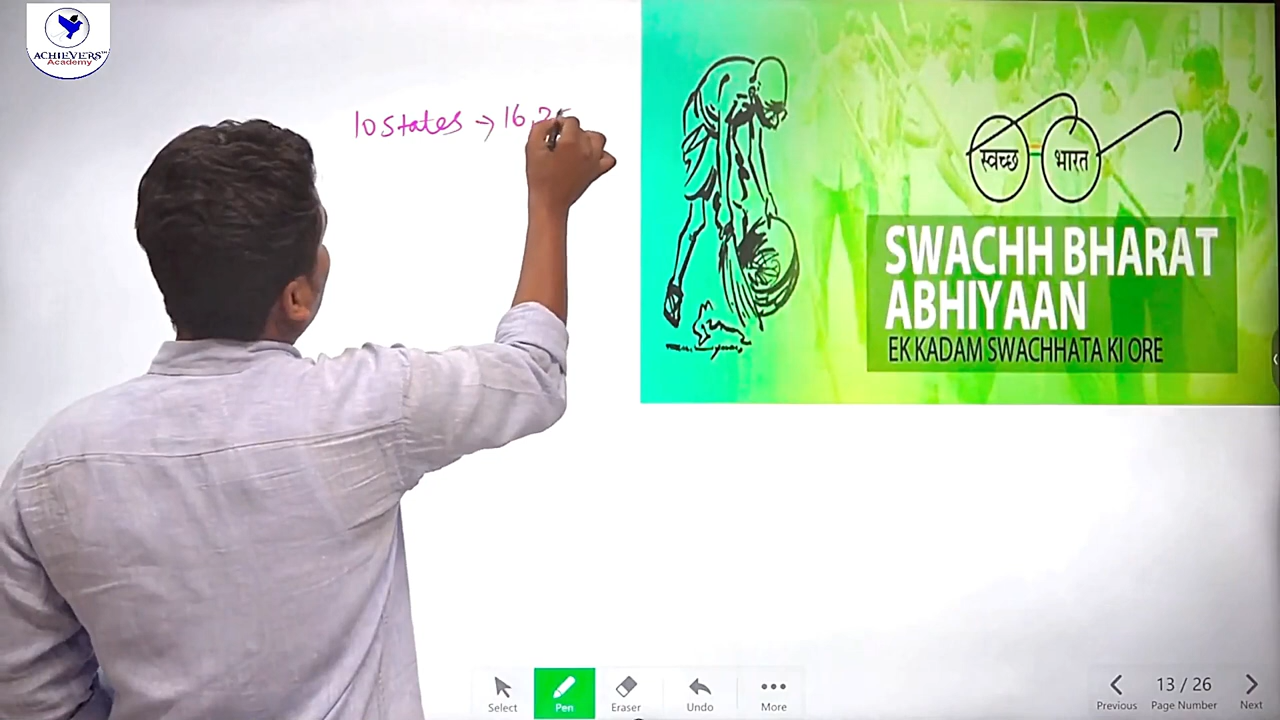 ACHIEVERS™
Academy
10 states → 16,
स्वच्छ भारत
SWACHH BHARAT
ABHIYAAN
EK KADAM SWACHHATA KI ORE
Select
Pen
Eraser
Undo
More
Previous
13 / 26
Page Number
Next